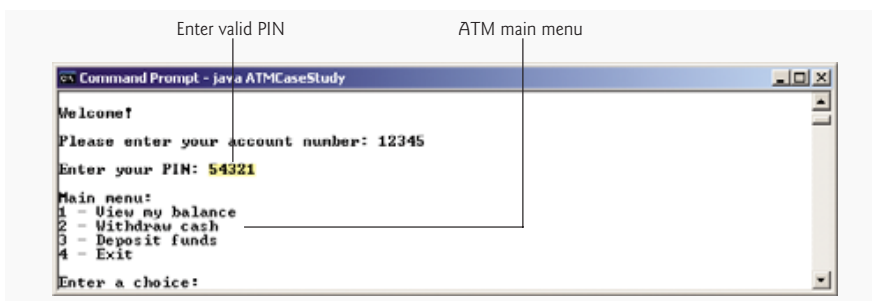 Enter valid PIN
ATM main menu
Command Prompt - java ATMCaseStudy
Welcome!
Please enter your account number: 12345
Enter your PIN: 54321
Main menu:
1 - View my balance
2 - Withdraw cash
3 - Deposit funds
4 - Exit
Enter a choice: